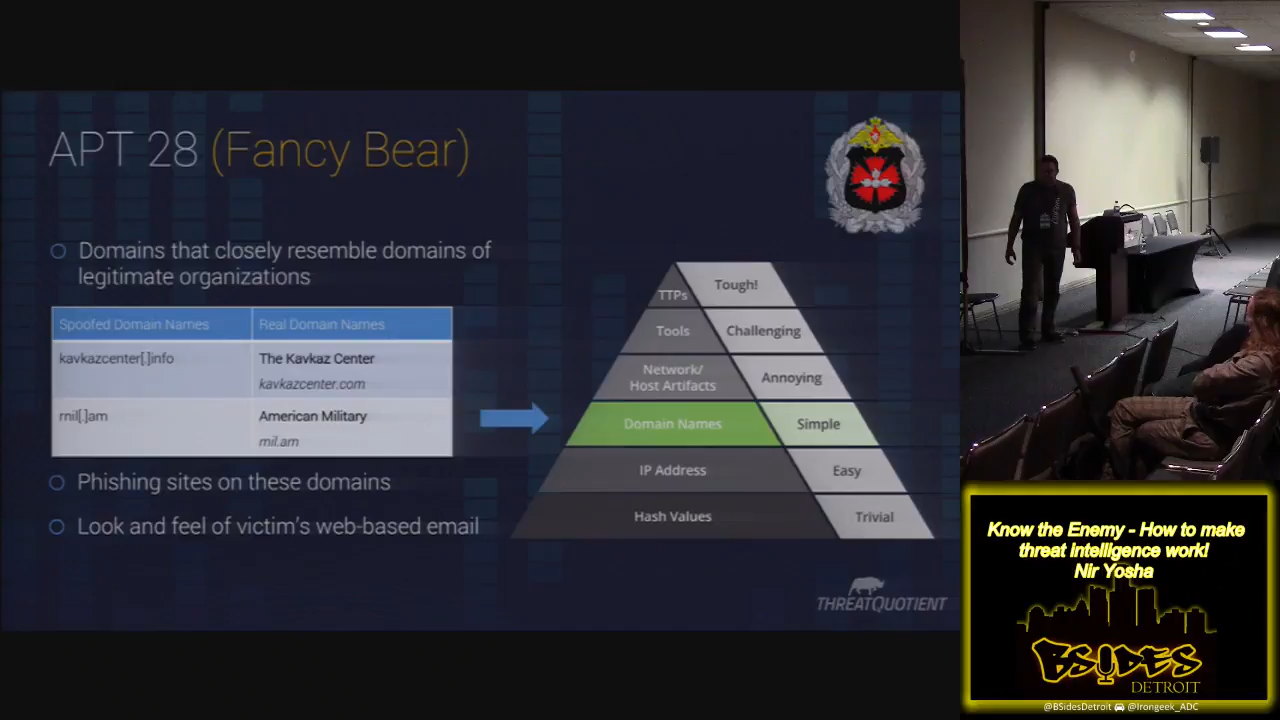 APT 28 (Fancy Bear)
Domains that closely resemble domains of
legitimate organizations
Spoofed Domain Names Real Domain Names
kavkazcenter[.]info The Kavkaz Center
kavkazcenter.com
rnil[.]am American Military
mil.am
Phishing sites on these domains
Look and feel of victim's web-based email
TTPs Tough!
Tools Challenging
Network/
Host Artifacts Annoying
Domain Names Simple
IP Address Easy
Hash Values Trivial
THREATQUOTIENT
Know the Enemy - How to make
threat intelligence work!
Nir Yosha
BSIDES
DETROIT
@BSidesDetroit @Irongeek_ADC